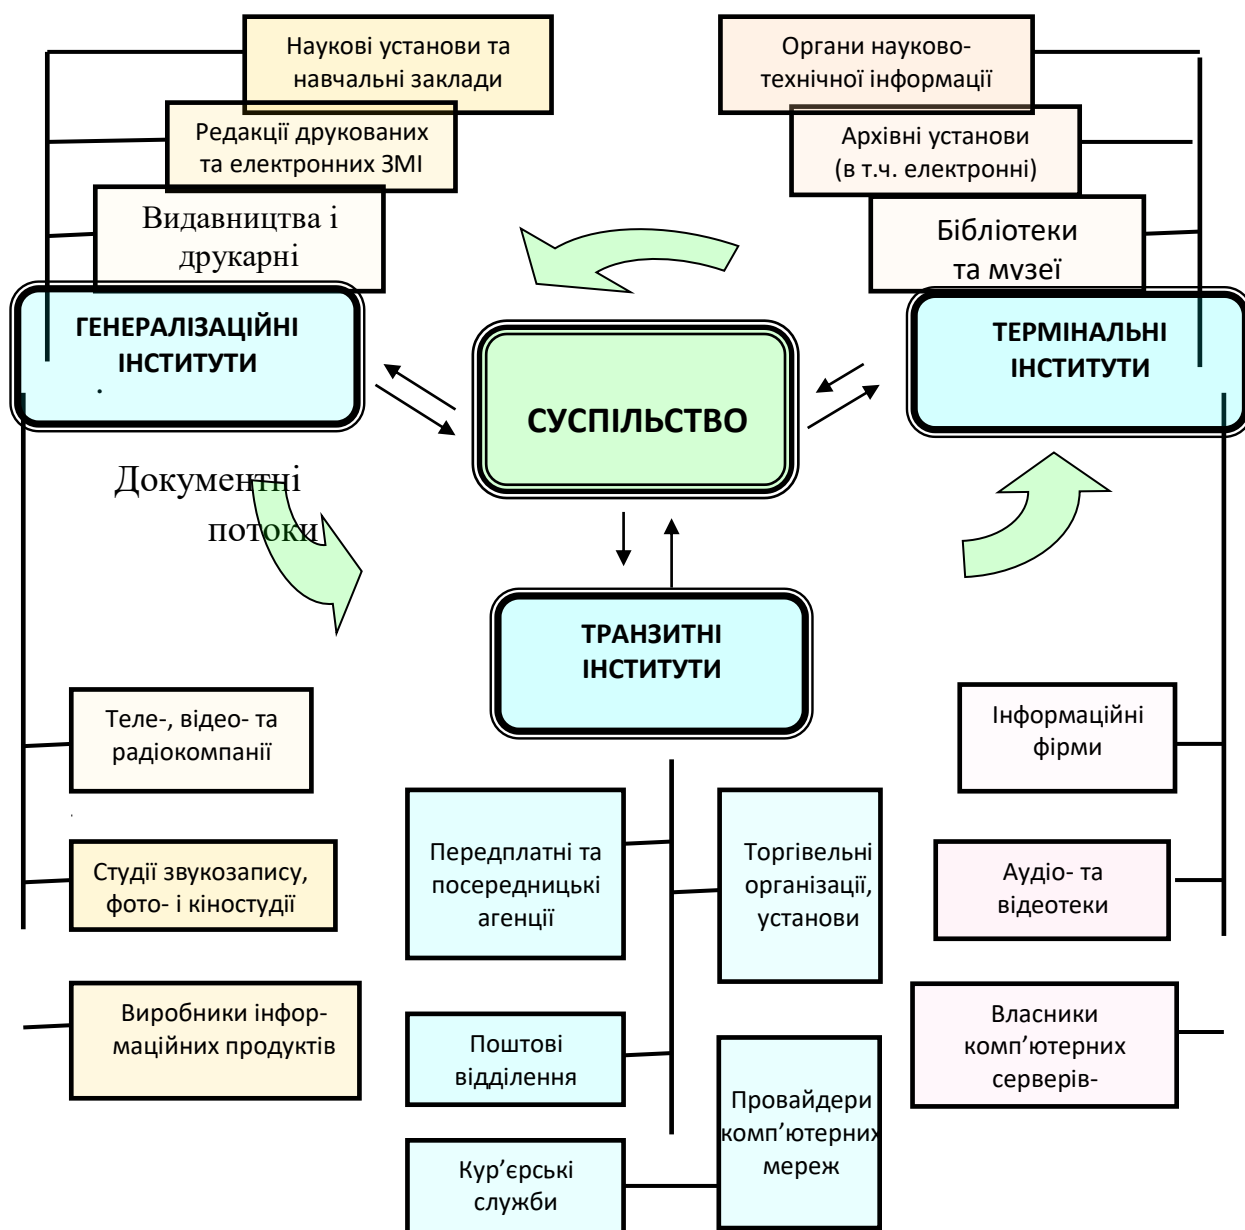 Наукові установи та
навчальні заклади
Органи науково-
технічної інформації
Редакції друкованих
та електронних ЗМІ
Архівні установи
(в т.ч. електронні)
Видавництва і
друкарні
Бібліотеки
та музеї
ГЕНЕРАЛІЗАЦІЙНІ
ІНСТИТУТИ
ТЕРМІНАЛЬНІ
ІНСТИТУТИ
СУСПІЛЬСТВО
Документні
потоки
ТРАНЗИТНІ
ІНСТИТУТИ
Теле-, відео- та
радіокомпанії
Інформаційні
фірми
Передплатні та
посередницькі
агенції
Торгівельні
організації,
установи
Студії звукозапису,
фото- і кіностудії
Аудіо- та
відеотеки
Виробники інфор-
маційних продуктів
Поштові
відділення
Власники
комп’ютерних
серверів-
Провайдери
комп’ютерних
мереж
Кур’єрські
служби